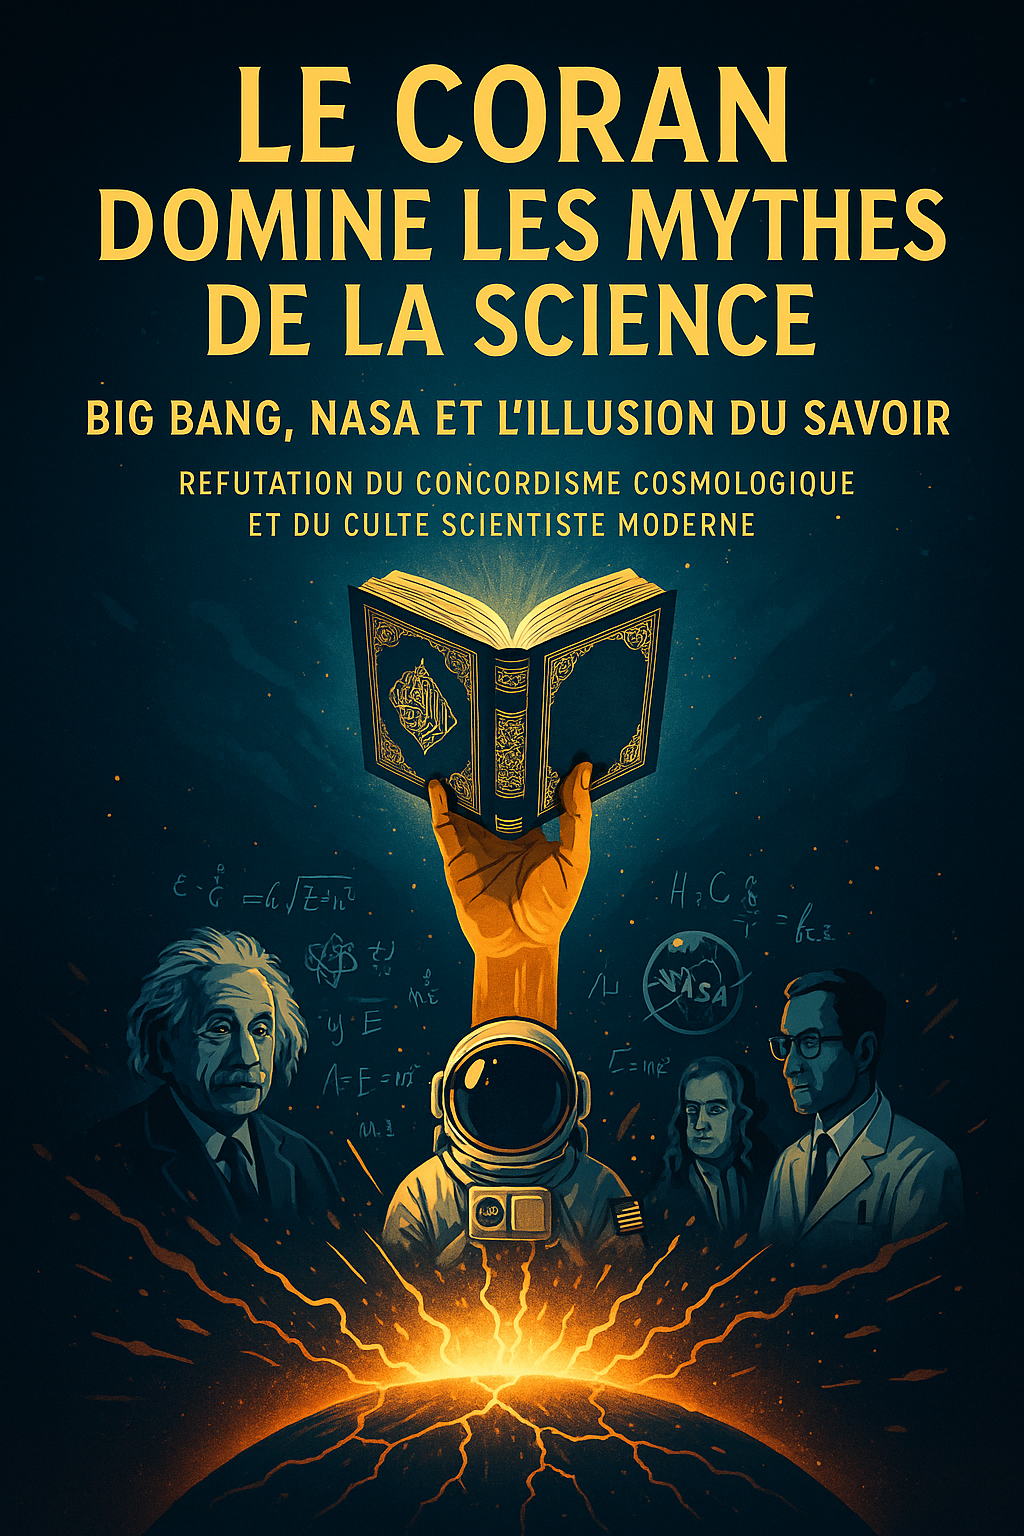 LE CORAN
DOMINE LES MYTHES
DE LA SCIENCE
BIG BANG, NASA ET L'ILLUSION DU SAVOIR
REFUTATION DU CONCORDISME COSMOLOGIQUE
ET DU CULTE SCIENTISTE MODERNE